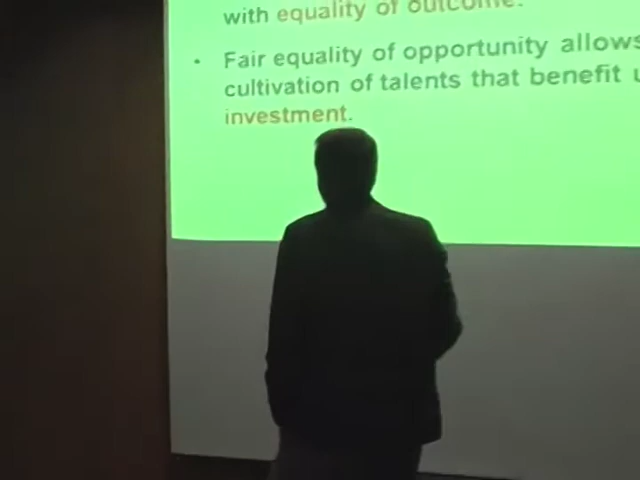 with equality of outcome.
• Fair equality of opportunity allows
cultivation of talents that benefit
investment.